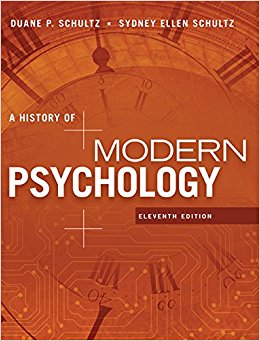 DUANE P. SCHULTZ • SYDNEY ELLEN SCHULTZ
A HISTORY OF
MODERN
PSYCHOLOGY
ELEVENTH EDITION